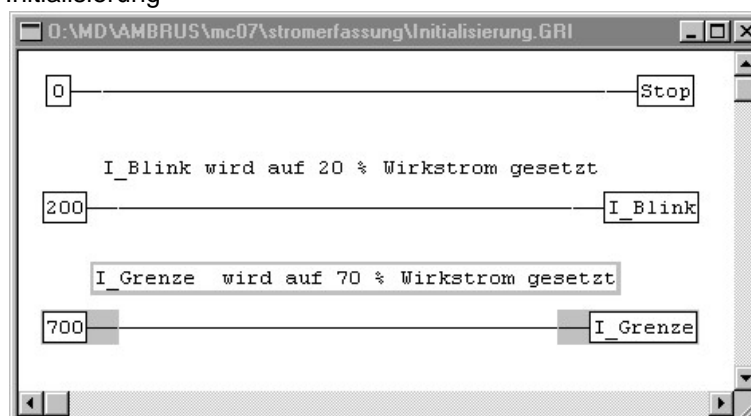 Initialisierung
O:\MD\AMBRUS\mc07\stromerfassung\Initialisierung.GRI
0 Stop
I_Blink wird auf 20 % Wirkstrom gesetzt
200 I_Blink
I_Grenze wird auf 70 % Wirkstrom gesetzt
700 I_Grenze